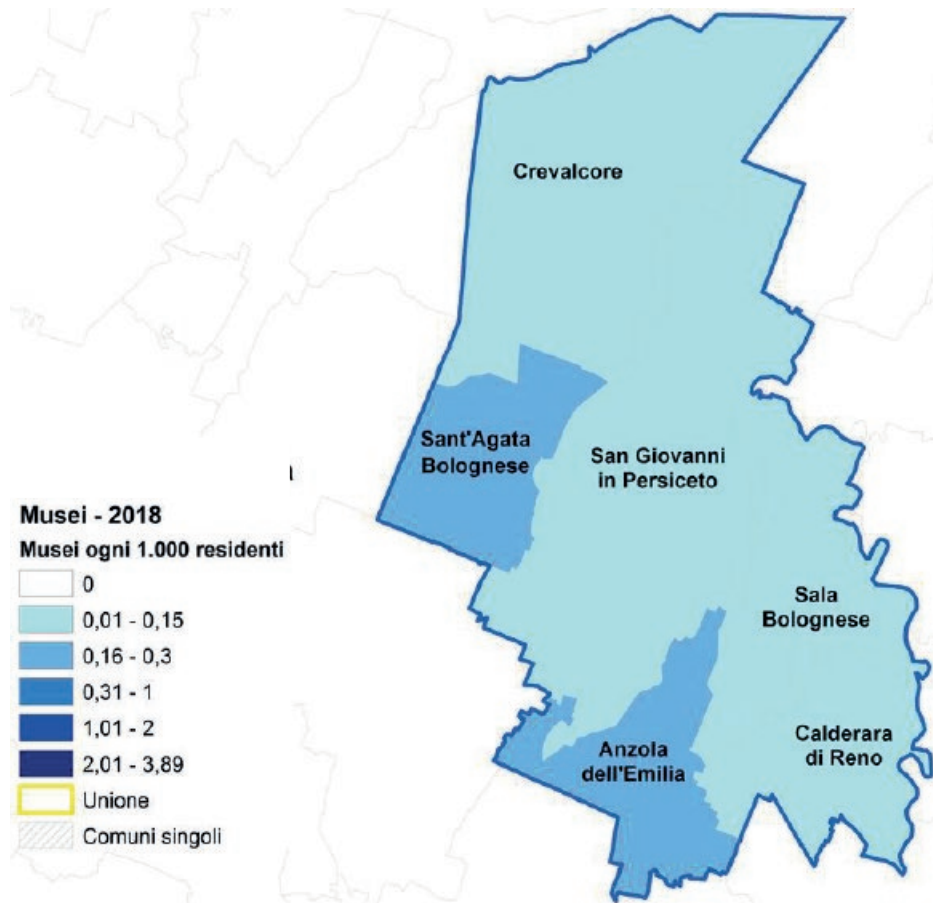 Crevalcore
Sant'Agata
Bolognese
San Giovanni
in Persiceto
Sala
Bolognese
Calderara
di Reno
Anzola
dell'Emilia
Musei - 2018
Musei ogni 1.000 residenti
0
0,01 - 0,15
0,16 - 0,3
0,31 - 1
1,01 - 2
2,01 - 3,89
Unione
Comuni singoli